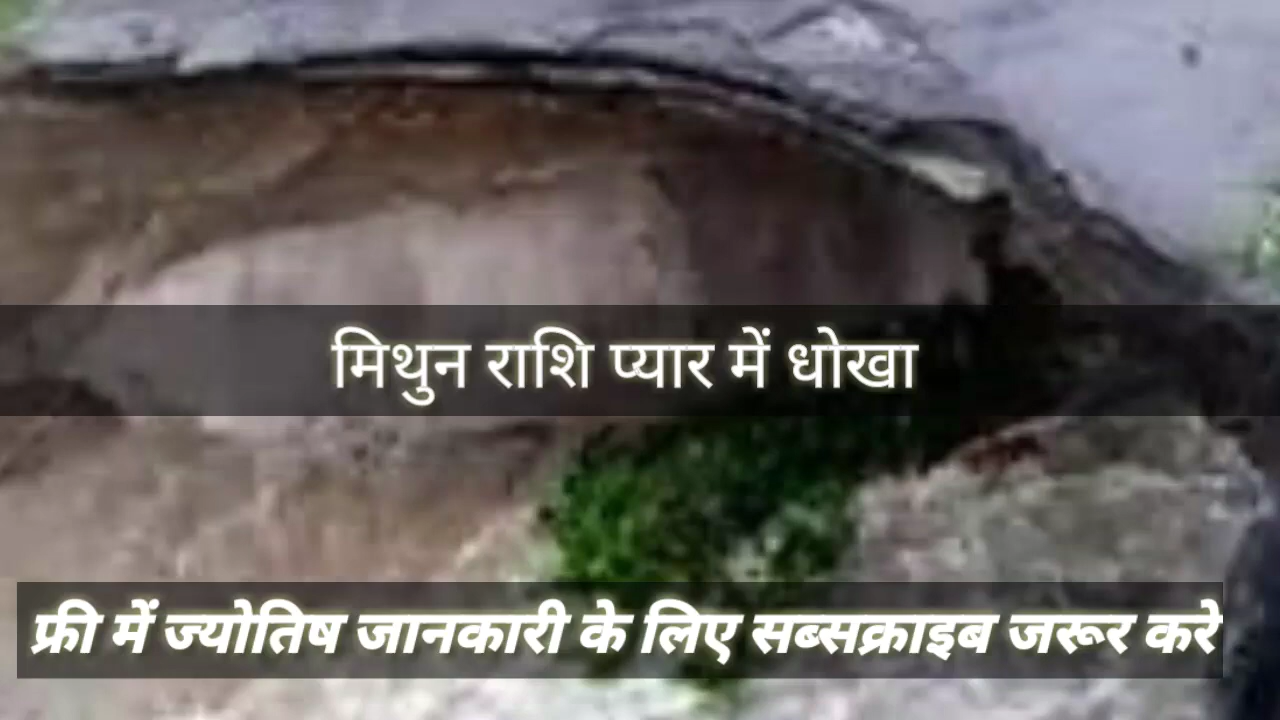 मिथुन राशि प्यार में धोखा
फ्री में ज्योतिष जानकारी के लिए सब्सक्राइब जरूर करे